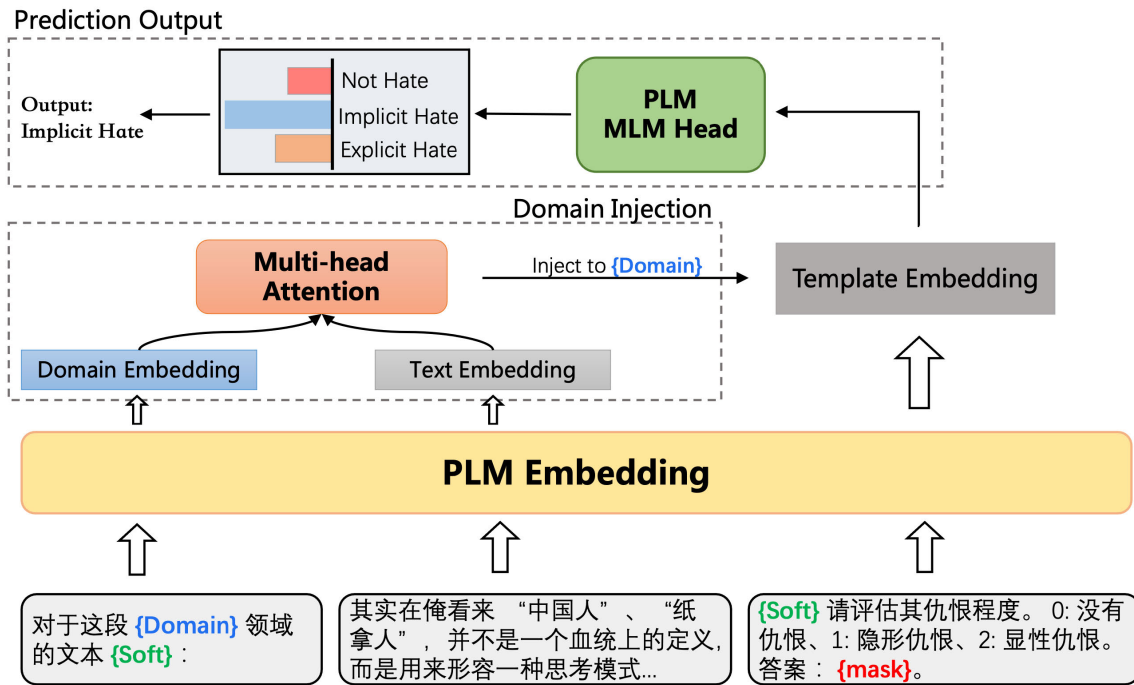 Prediction Output
Output:
Implicit Hate
Not Hate
Implicit Hate
Explicit Hate
PLM
MLM Head
Domain Injection
Multi-head
Attention
Inject to {Domain}
Template Embedding
Domain Embedding
Text Embedding
PLM Embedding
对于这段 {Domain} 领域
的文本 {Soft}：
其实在俺看来 “中国人”、“纸
拿人”，并不是一个血统上的定义,
而是用来形容一种思考模式...
{Soft} 请评估其仇恨程度。0: 没有
仇恨、1: 隐形仇恨、2: 显性仇恨。
答案：{mask}。